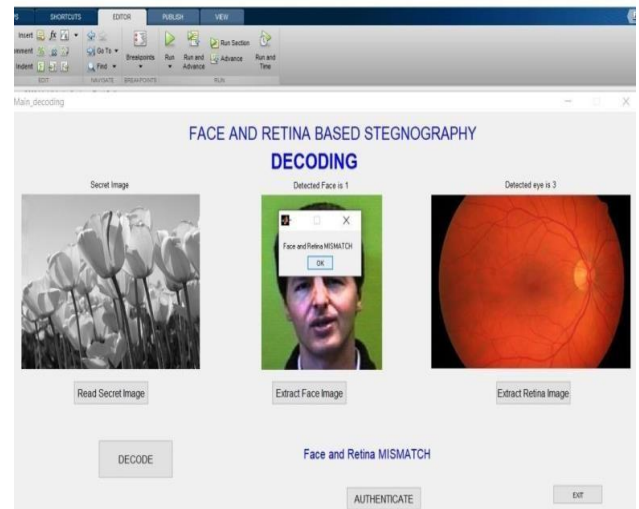 SHORTCUTS EDITOR PUBLISH VIEW
Insert fx
Go To
Breakpoints Run Run and Advance Run Section Advance Run and Time
Indent Find
EDIT NAVIGATE BREAKPOINTS RUN
Main_decoding
FACE AND RETINA BASED STEGNOGRAPHY
DECODING
Secret Image Detected Face is 1 Detected eye is 3
Face and Retina MISMATCH
OK
Read Secret Image Extract Face Image Extract Retina Image
DECODE
Face and Retina MISMATCH
AUTHENTICATE
EXIT